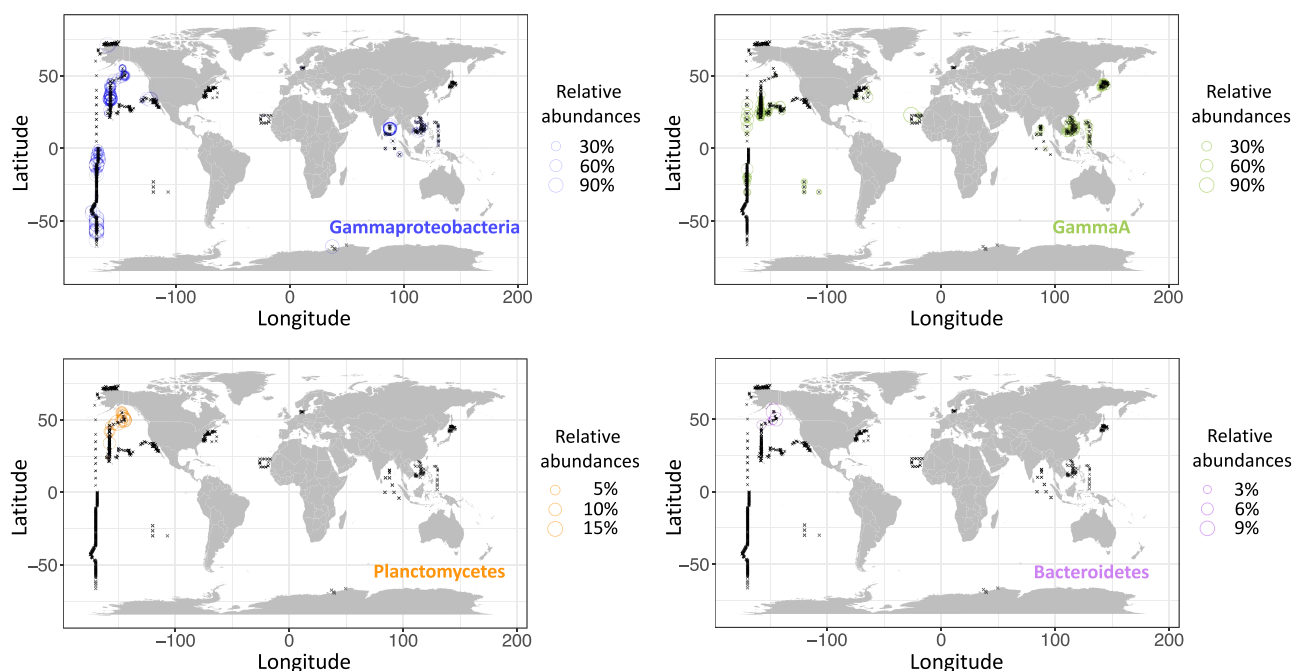 50
0
−50
Latitude
−100
0
100
200
Longitude
Gammaproteobacteria
Relative
abundances
30%
60%
90%
50
0
−50
Latitude
−100
0
100
200
Longitude
GammaA
Relative
abundances
30%
60%
90%
50
0
−50
Latitude
−100
0
100
200
Longitude
Planctomycetes
Relative
abundances
5%
10%
15%
50
0
−50
Latitude
−100
0
100
200
Longitude
Bacteroidetes
Relative
abundances
3%
6%
9%